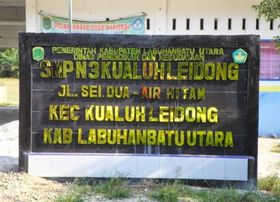 PEMERINTAH KABUPATEN LABUHANBATU UTARA
DINAS PENDIDIKAN DAN KEBUDAYAAN
SMP N 3 KUALUH LEIDONG
JL. SEI. DUA - AIR HITAM
KEC KUALUH LEIDONG
KAB LABUHANBATU UTARA